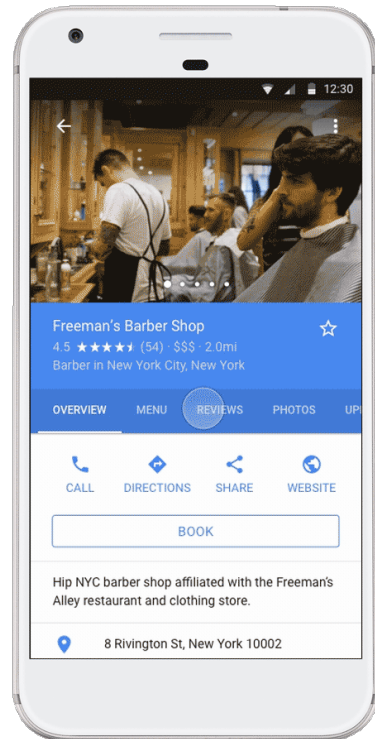 12:30
Freeman's Barber Shop
4.5 ★★★★★ (54) · $$$ · 2.0mi
Barber in New York City, New York
OVERVIEW MENU REVIEWS PHOTOS UP
CALL DIRECTIONS SHARE WEBSITE
BOOK
Hip NYC barber shop affiliated with the Freeman's
Alley restaurant and clothing store.
8 Rivington St, New York 10002